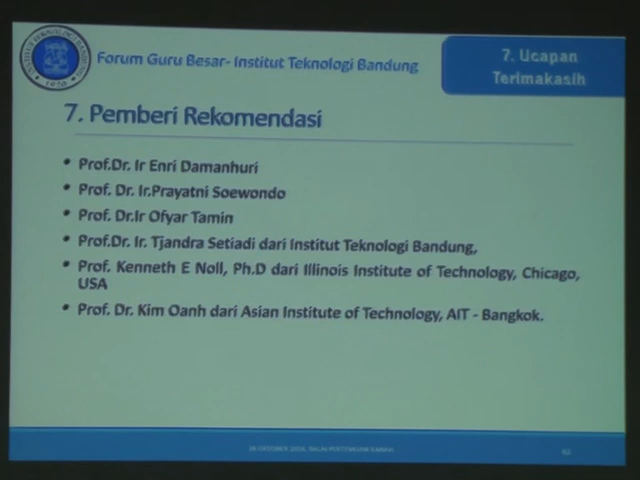 Forum Guru Besar- Institut Teknologi Bandung
7. Ucapan
Terimakasih
7. Pemberi Rekomendasi
• Prof.Dr. Ir Enri Damanhuri
• Prof. Dr. Ir.Prayatni Soewondo
• Prof. Dr.Ir Ofyar Tamin
• Prof.Dr. Ir. Tjandra Setiadi dari Institut Teknologi Bandung,
• Prof. Kenneth E Noll, Ph.D dari Illinois Institute of Technology, Chicago,
USA
• Prof. Dr. Kim Oanh dari Asian Institute of Technology, AIT - Bangkok.
62